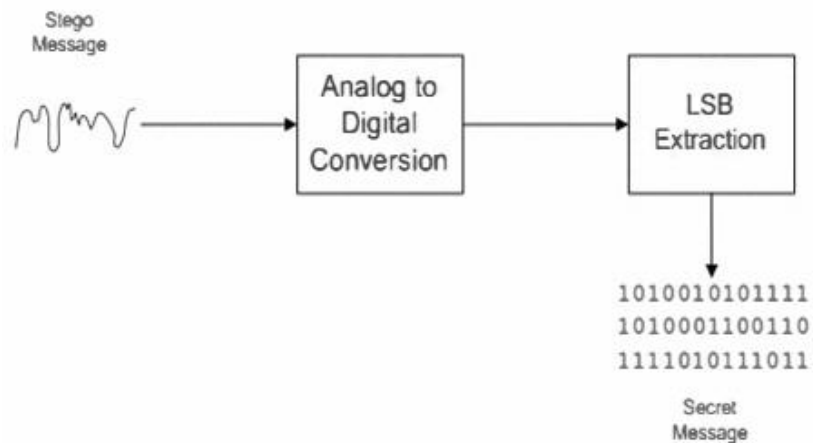 Stego
Message
Analog to
Digital
Conversion
LSB
Extraction
1010010101111
1010001100110
1111010111011
Secret
Message